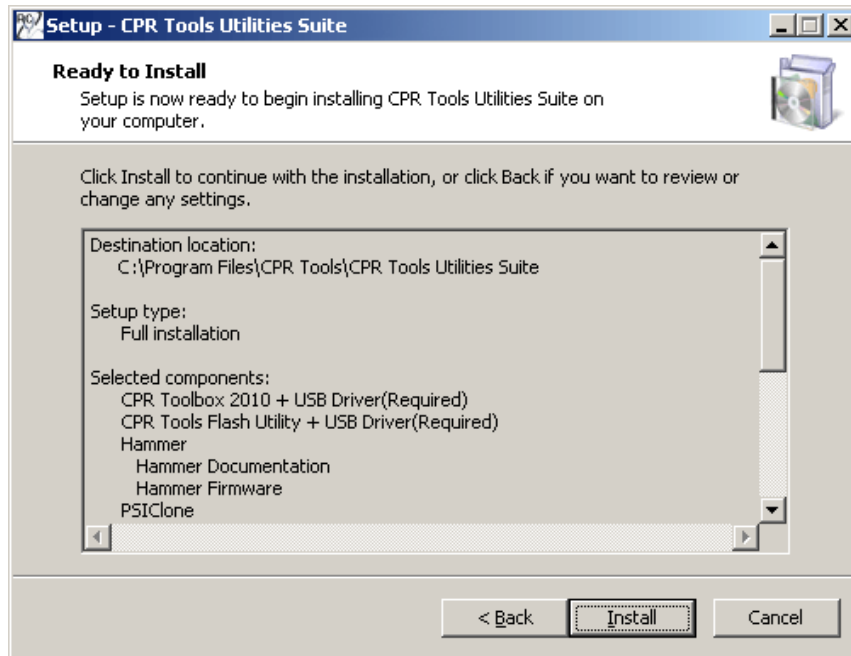 Setup - CPR Tools Utilities Suite
Ready to Install
Setup is now ready to begin installing CPR Tools Utilities Suite on
your computer.
Click Install to continue with the installation, or click Back if you want to review or
change any settings.
Destination location:
C:\Program Files\CPR Tools\CPR Tools Utilities Suite
Setup type:
Full installation
Selected components:
CPR Toolbox 2010 + USB Driver(Required)
CPR Tools Flash Utility + USB Driver(Required)
Hammer
Hammer Documentation
Hammer Firmware
PSIClone
< Back
Install
Cancel